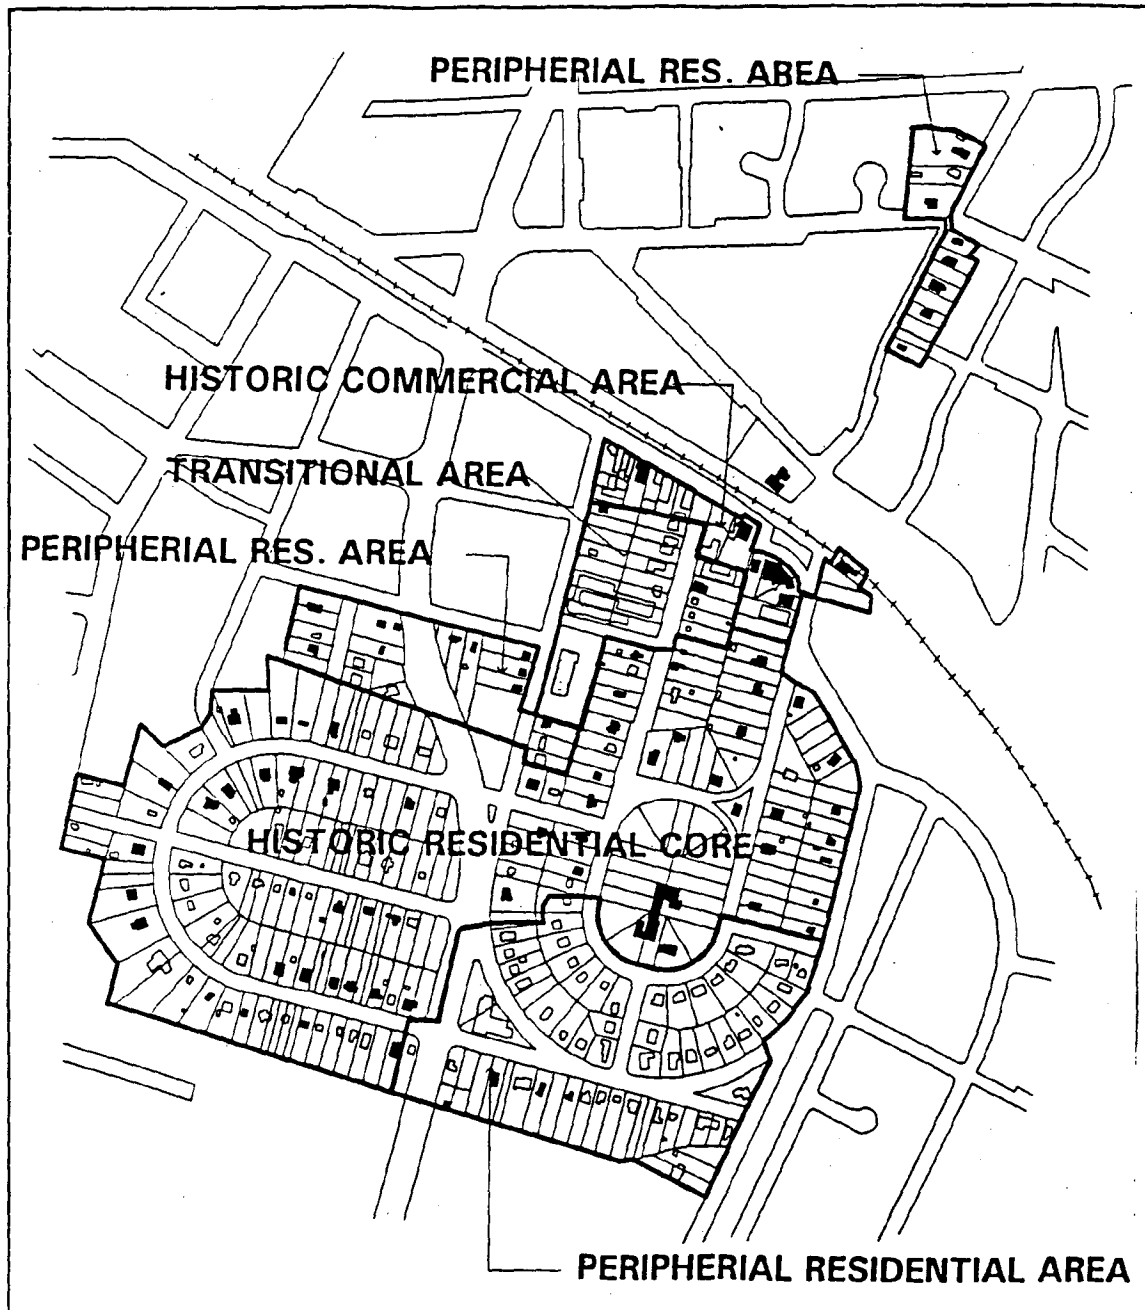 PERIPHERIAL RES. AREA
HISTORIC COMMERCIAL AREA
TRANSITIONAL AREA
PERIPHERIAL RES. AREA
HISTORIC RESIDENTIAL CORE
PERIPHERIAL RESIDENTIAL AREA